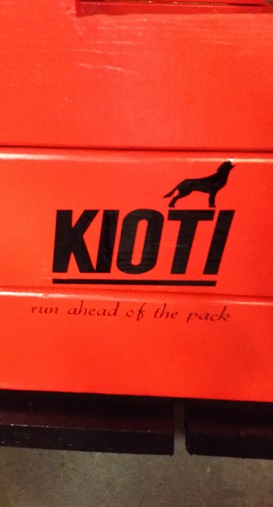 KIOTI
run ahead of the pack